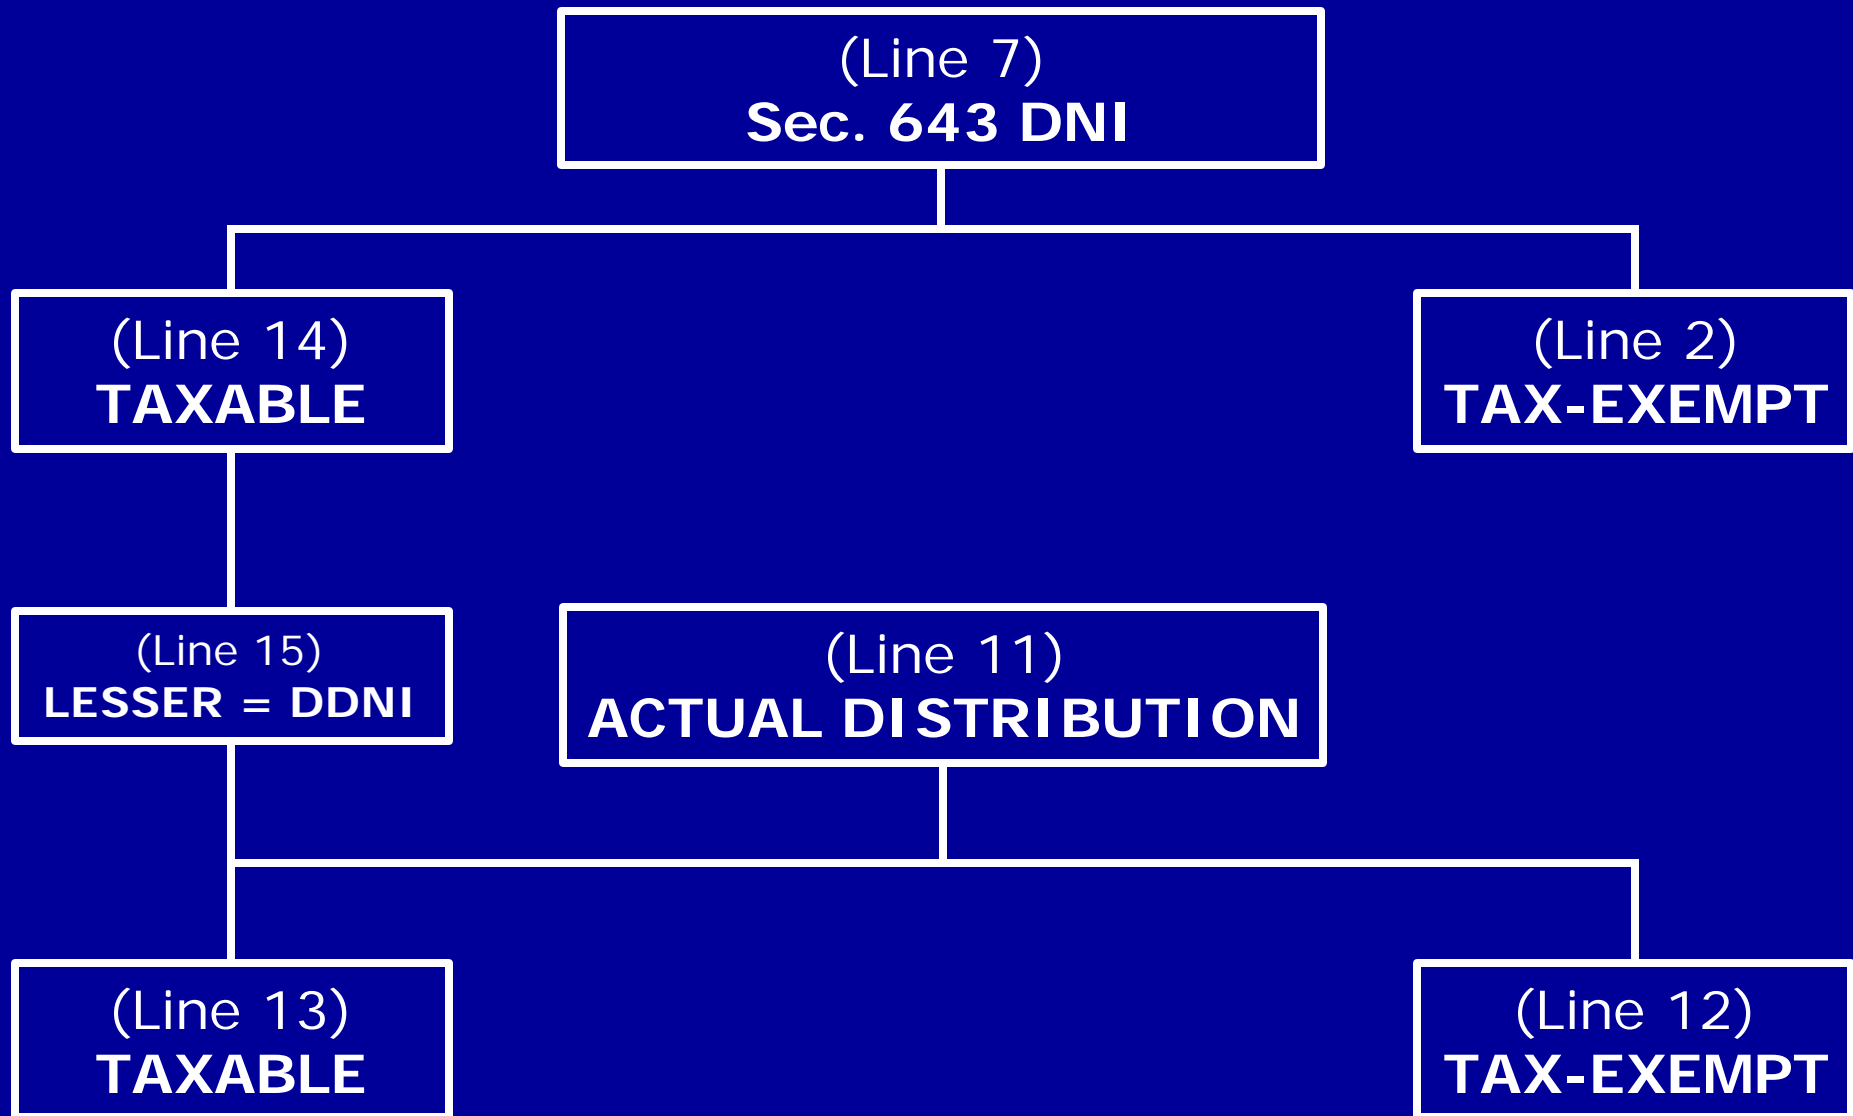 (Line 7)
Sec. 643 DNI
(Line 14)
TAXABLE
(Line 2)
TAX-EXEMPT
(Line 15)
LESSER = DDNI
(Line 11)
ACTUAL DISTRIBUTION
(Line 13)
TAXABLE
(Line 12)
TAX-EXEMPT